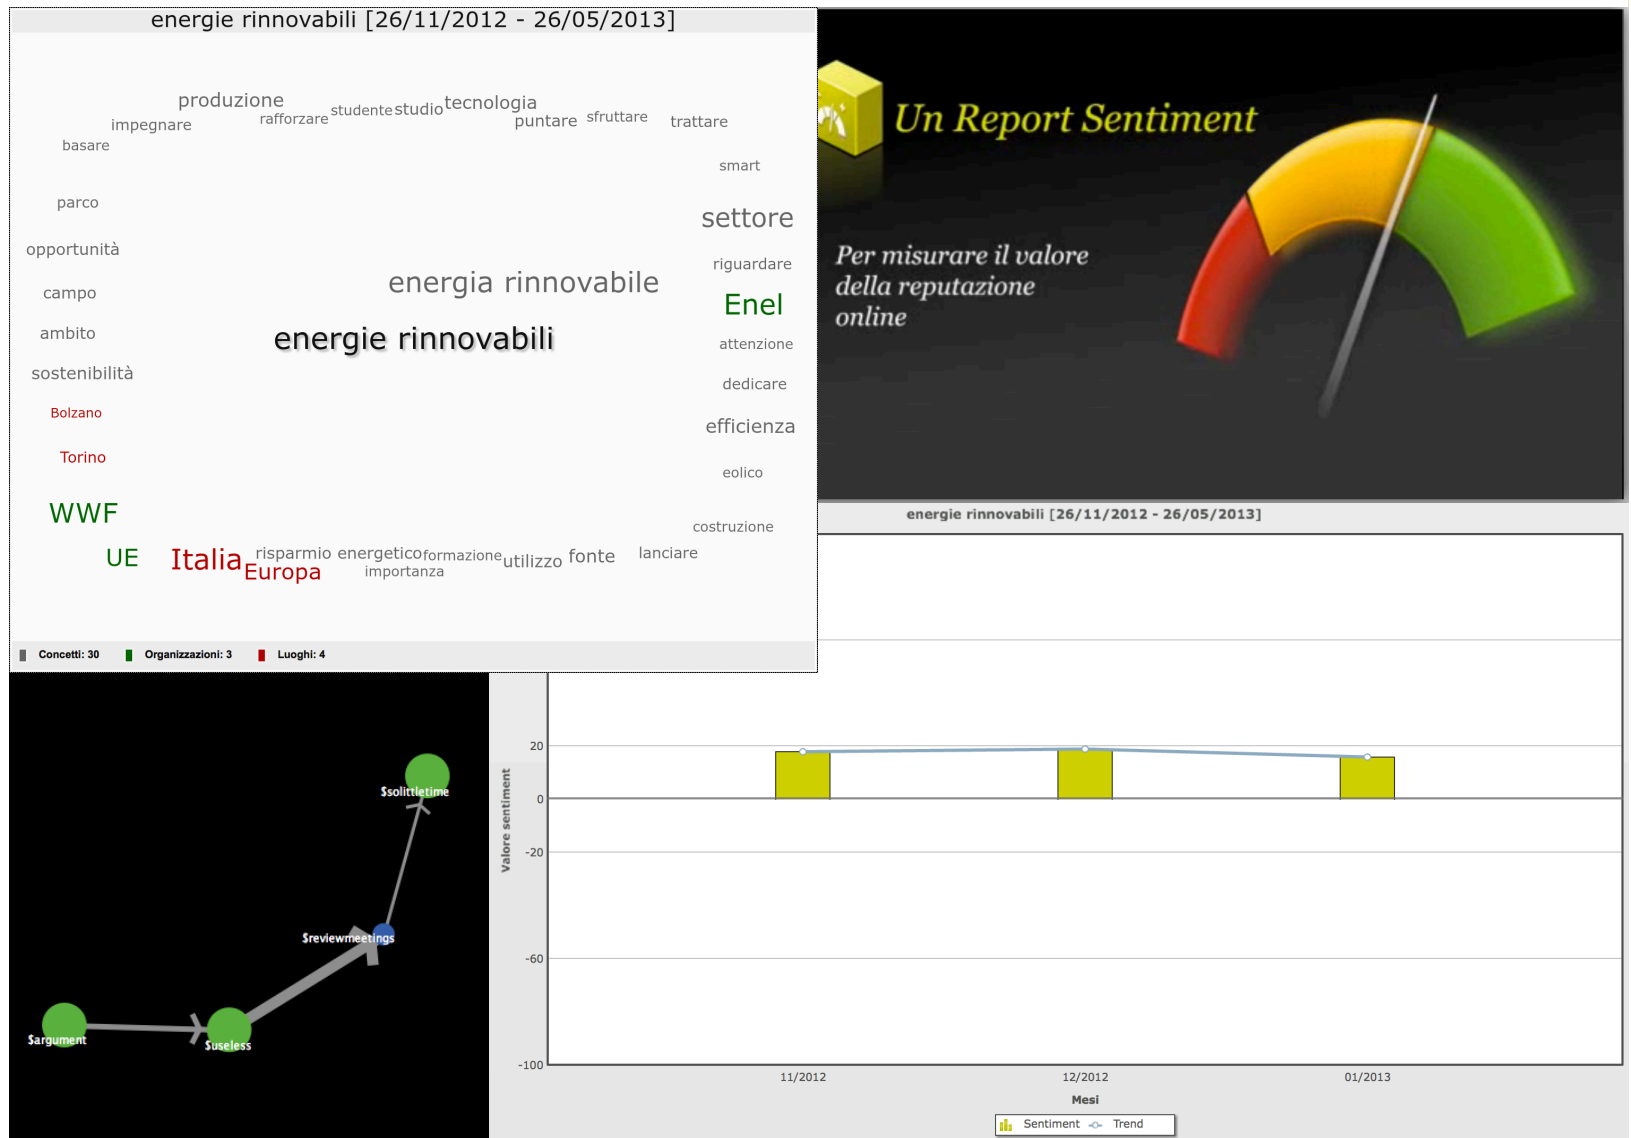 energie rinnovabili [26/11/2012 - 26/05/2013]
produzione
tecnologia
studio
studente
rafforzare
impegnare
puntare
sfruttare
trattare
basare
smart
parco
settore
opportunità
riguardare
energia rinnovabile
campo
Enel
ambito
energie rinnovabili
attenzione
sostenibilità
dedicare
Bolzano
efficienza
Torino
eolico
WWF
costruzione
UE
Italia
Europa
risparmio energetico
importanza
formazione
utilizzo
fonte
lanciare
Concetti: 30
Organizzazioni: 3
Luoghi: 4
Un Report Sentiment
Per misurare il valore
della reputazione
online
energie rinnovabili [26/11/2012 - 26/05/2013]
20
0
-20
-60
-100
Valore sentiment
11/2012
12/2012
01/2013
Mesi
Sentiment
Trend
$solittletime
$reviewmeetings
$argument
$useless